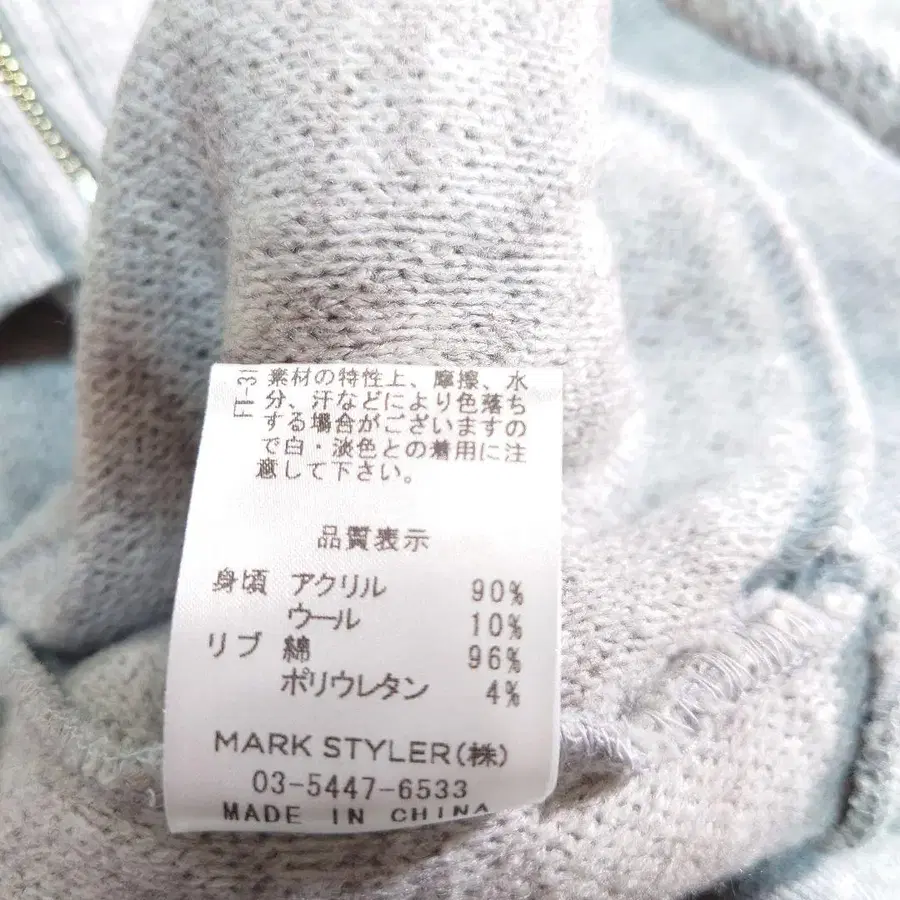 FT-31
素材の特性上、摩擦、水
分、汗などにより色落ち
する場合がございますの
で白・淡色との着用に注
意して下さい。
品質表示
身頃 アクリル 90%
ウール 10%
リブ 綿 96%
ポリウレタン 4%
MARK STYLER(株)
03-5447-6533
MADE IN CHINA